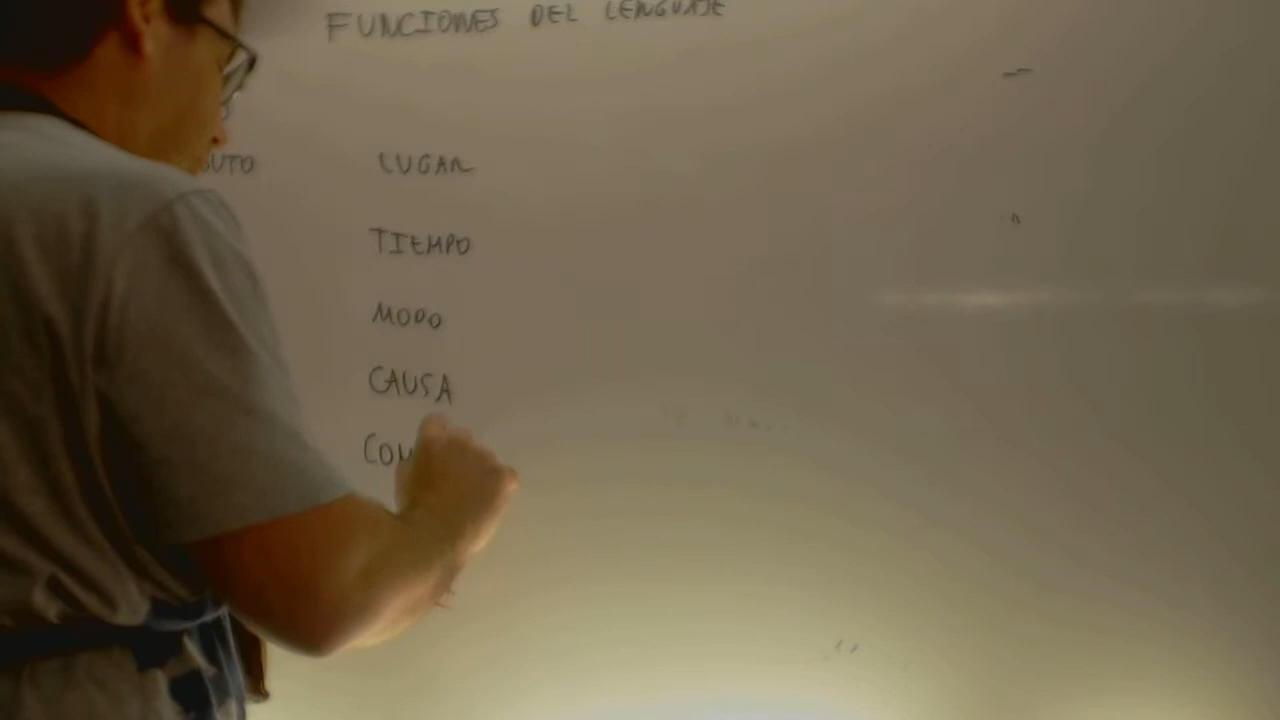 FUNCIONES DEL LENGUAJE
LUGAR
TIEMPO
MODO
CAUSA